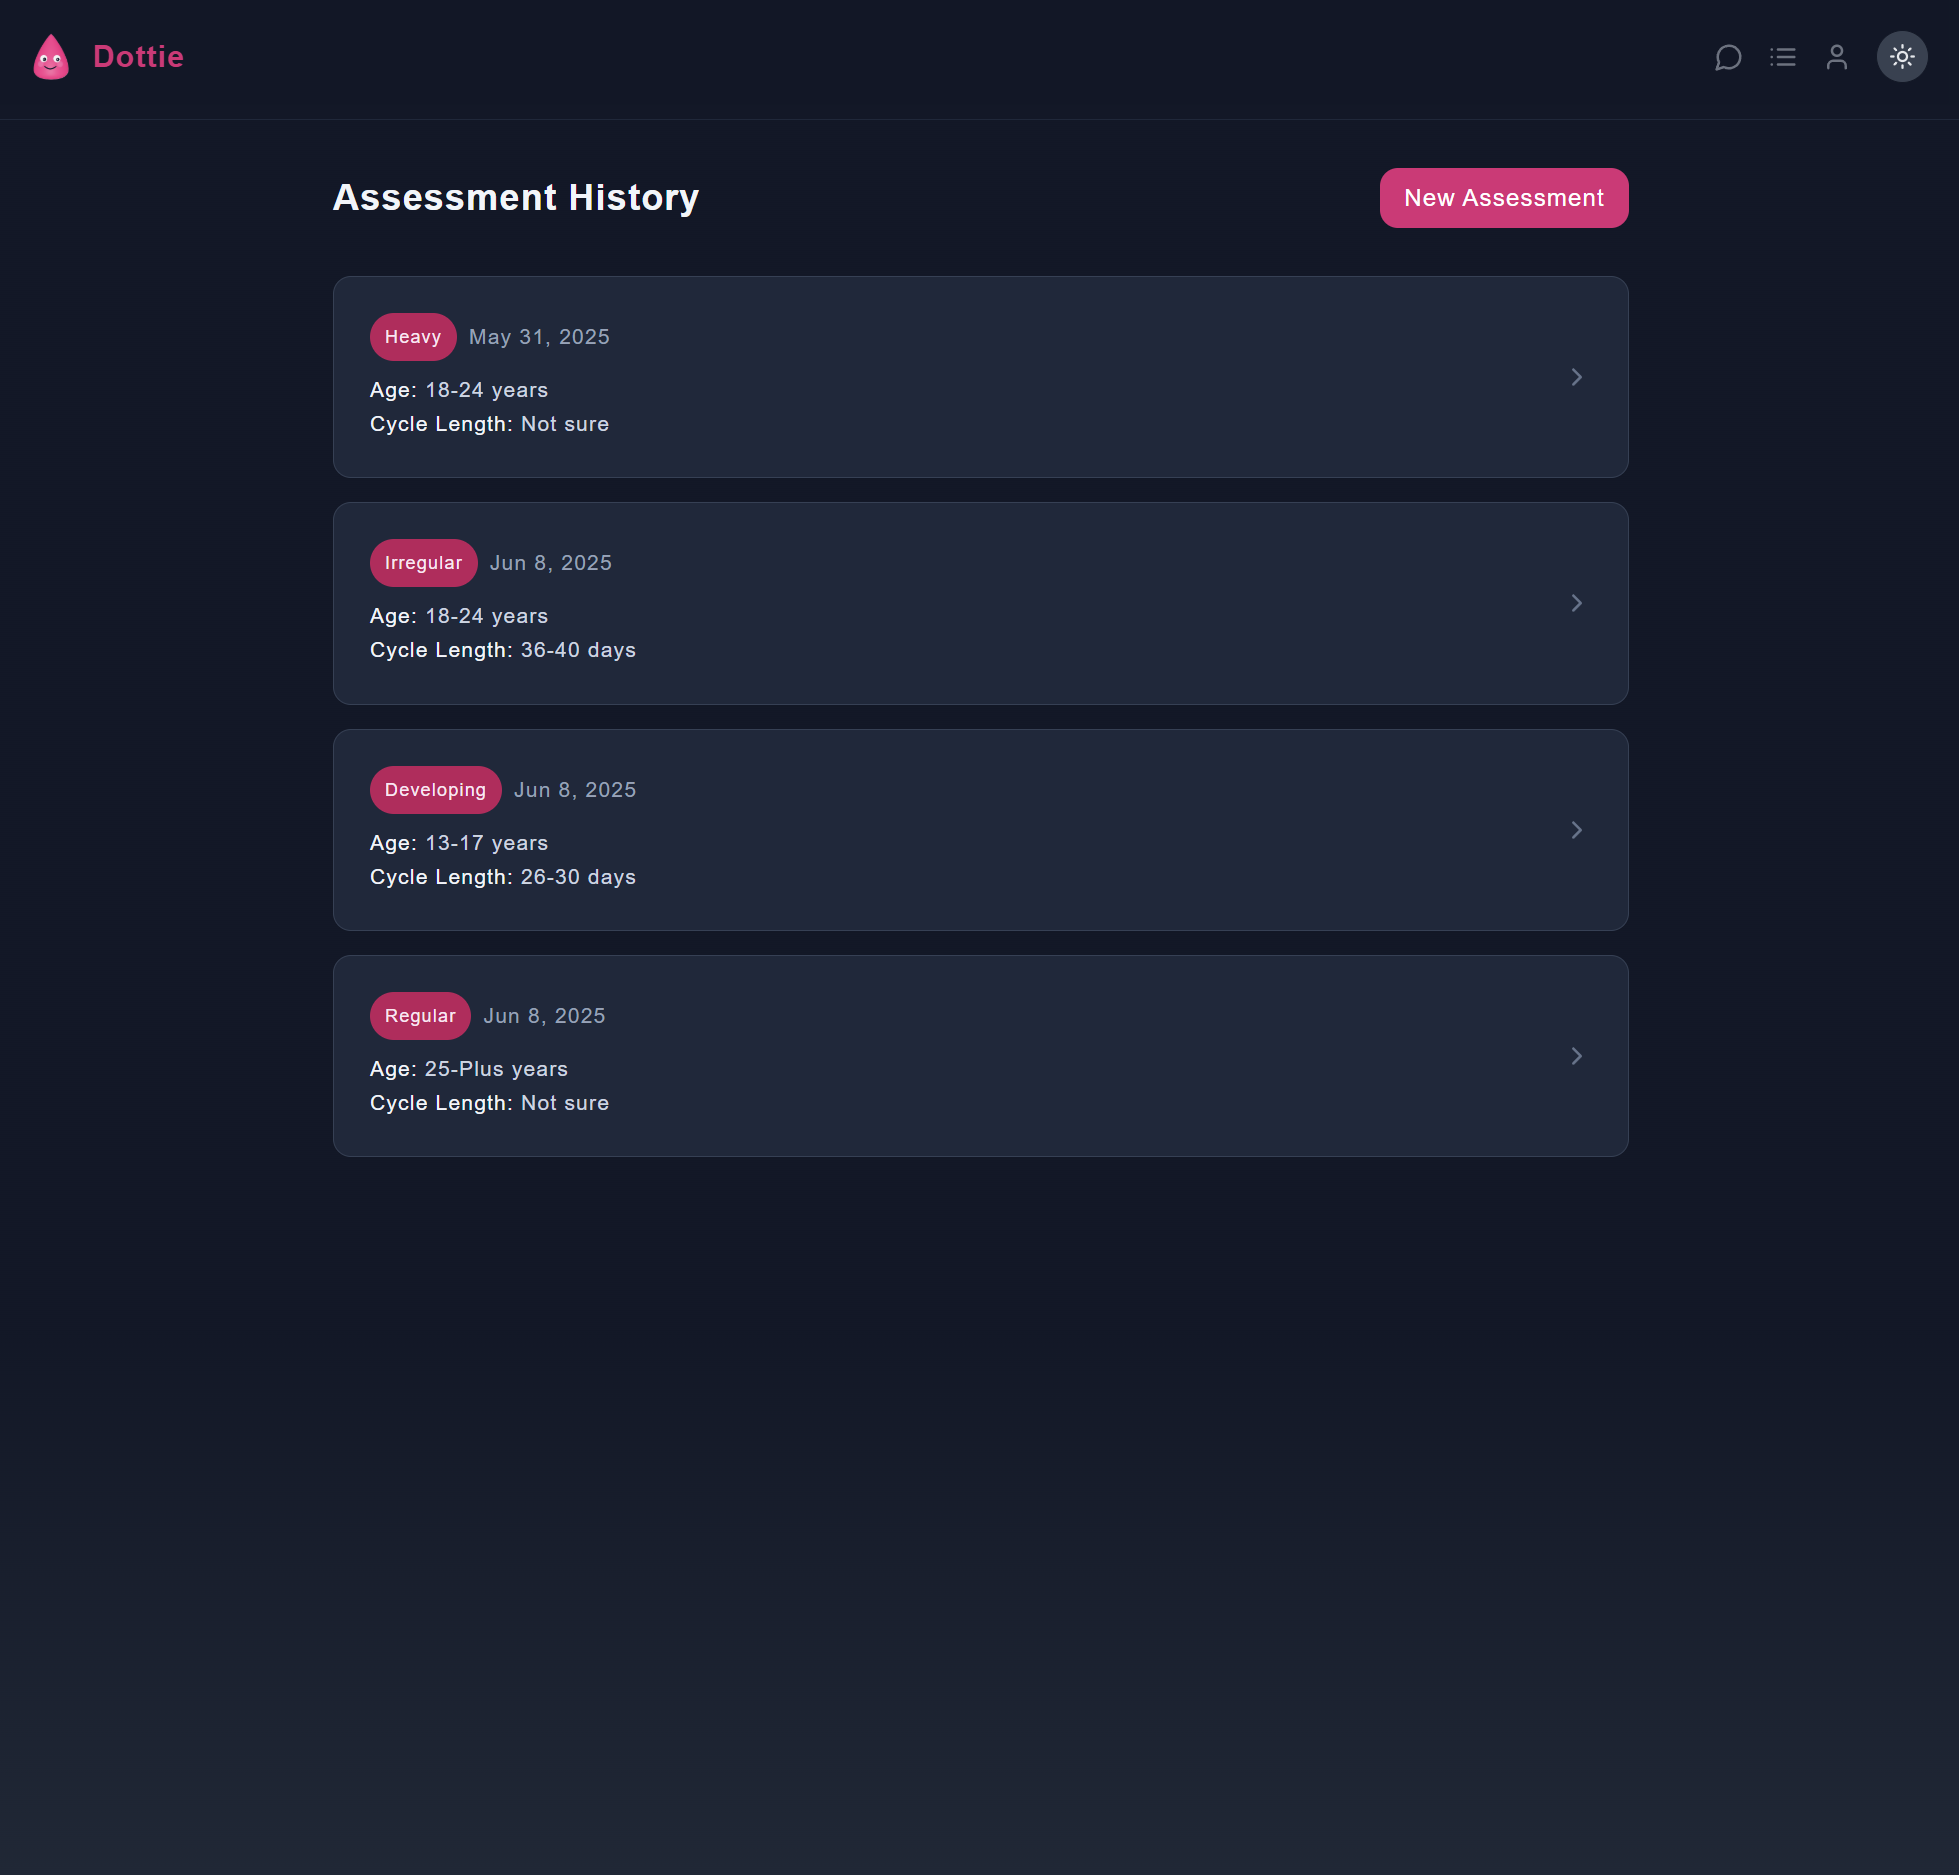 Dottie
Assessment History
New Assessment
Heavy May 31, 2025
Age: 18-24 years
Cycle Length: Not sure
Irregular Jun 8, 2025
Age: 18-24 years
Cycle Length: 36-40 days
Developing Jun 8, 2025
Age: 13-17 years
Cycle Length: 26-30 days
Regular Jun 8, 2025
Age: 25-Plus years
Cycle Length: Not sure